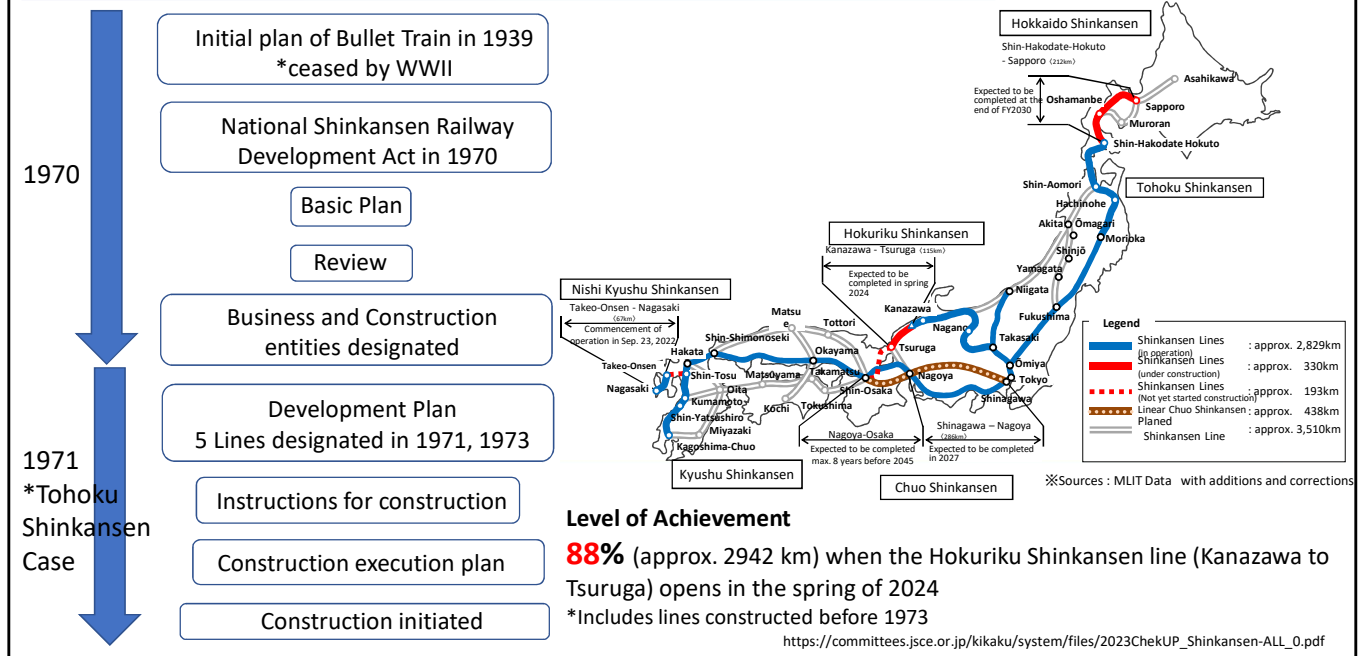 Initial plan of Bullet Train in 1939
*ceased by WWII
National Shinkansen Railway
Development Act in 1970
1970
Basic Plan
Review
Business and Construction
entities designated
Development Plan
5 Lines designated in 1971, 1973
1971
*Tohoku
Shinkansen
Case
Instructions for construction
Construction execution plan
Construction initiated
Hokkaido Shinkansen
Shin-Hakodate-Hokuto
- Sapporo (212km)
Expected to be
completed at the
end of FY2030
Asahikawa
Oshamanbe
Sapporo
Muroran
Shin-Hakodate Hokuto
Shin-Aomori
Tohoku Shinkansen
Hachinohe
Akita
Ōmagari
Morioka
Shinjō
Yamagata
Niigata
Fukushima
Hokuriku Shinkansen
Kanazawa - Tsuruga (115km)
Expected to be
completed in spring
2024
Kanazawa
Nagano
Takasaki
Tsuruga
Ōmiya
Tokyo
Shinagawa
Nagoya
Shin-Osaka
Nishi Kyushu Shinkansen
Takeo-Onsen - Nagasaki
(67km)
Commencement of
operation in Sep. 23, 2022
Matsu
e
Tottori
Shin-Shimonoseki
Okayama
Hakata
Takeo-Onsen
Shin-Tosu
Matsuyama
Takamatsu
Nagasaki
Oita
Kumamoto
Kochi
Tokushima
Shin-Yatsushiro
Miyazaki
Kagoshima-Chuo
Kyushu Shinkansen
Nagoya-Osaka
Expected to be completed
max. 8 years before 2045
Shinagawa – Nagoya
(286km)
Expected to be completed
in 2027
Chuo Shinkansen
Legend
Shinkansen Lines
(in operation)
: approx. 2,829km
Shinkansen Lines
(under construction)
: approx. 330km
Shinkansen Lines
(Not yet started construction)
: approx. 193km
Linear Chuo Shinkansen
: approx. 438km
Planed
Shinkansen Line
: approx. 3,510km
※Sources : MLIT Data with additions and corrections
Level of Achievement
88% (approx. 2942 km) when the Hokuriku Shinkansen line (Kanazawa to
Tsuruga) opens in the spring of 2024
*Includes lines constructed before 1973
https://committees.jsce.or.jp/kikaku/system/files/2023ChekUP_Shinkansen-ALL_0.pdf